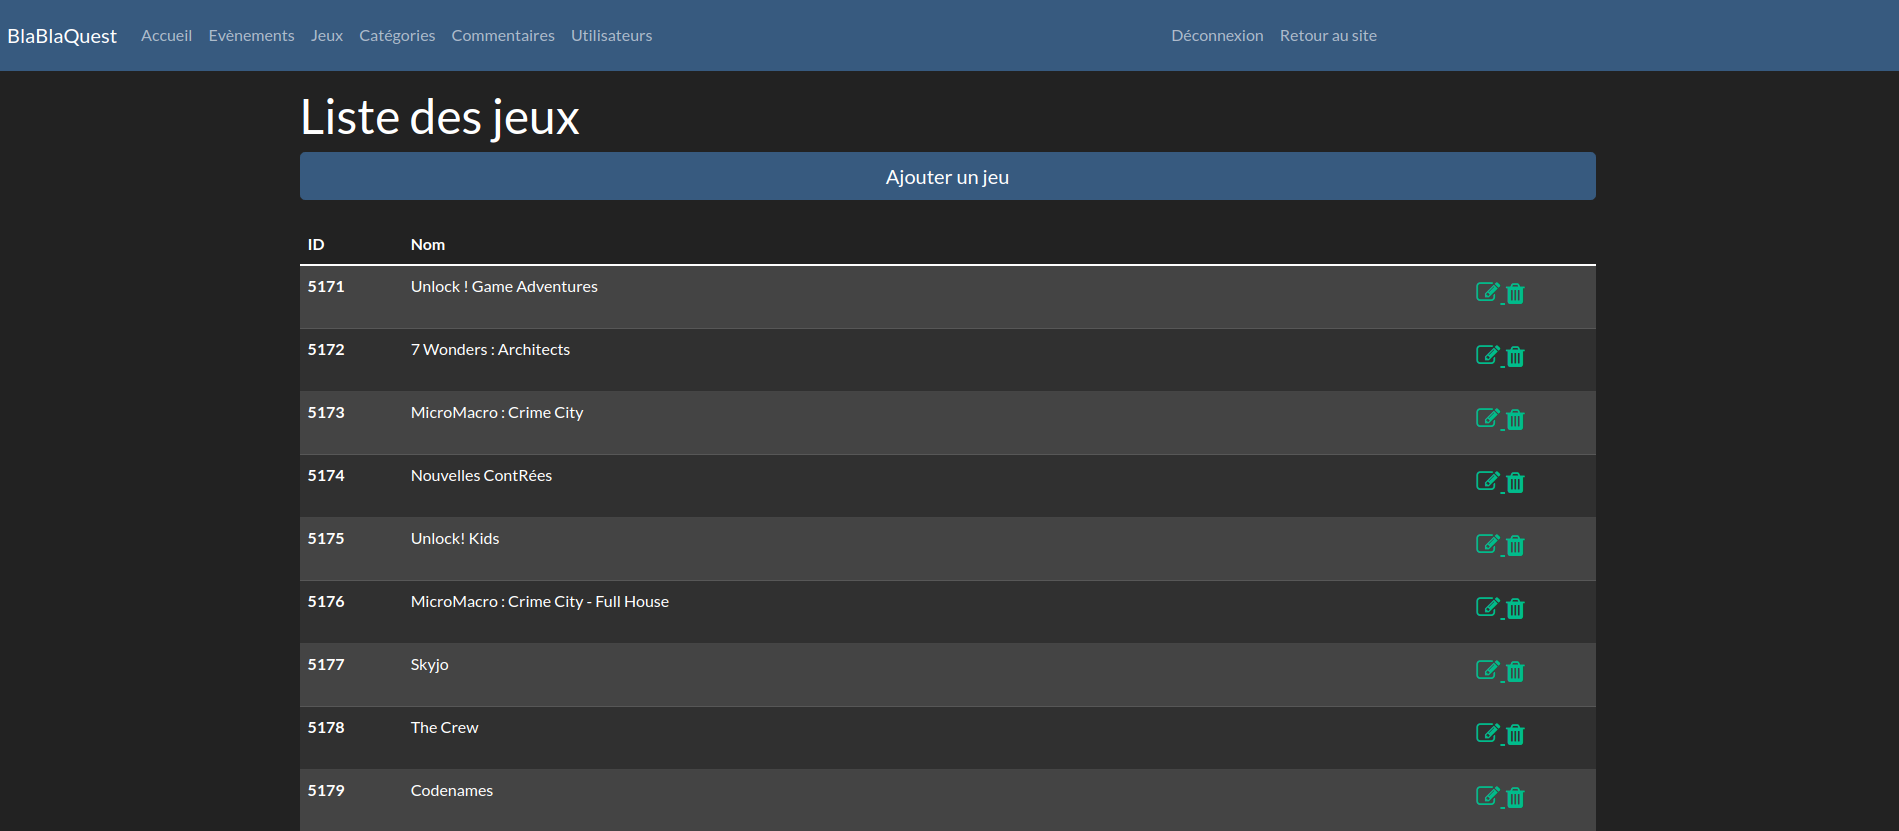 BlaBlaQuest Accueil Evènements Jeux Catégories Commentaires Utilisateurs Déconnexion Retour au site
Liste des jeux
Ajouter un jeu
ID Nom
5171 Unlock ! Game Adventures
5172 7 Wonders : Architects
5173 MicroMacro : Crime City
5174 Nouvelles ContRées
5175 Unlock! Kids
5176 MicroMacro : Crime City - Full House
5177 Skyjo
5178 The Crew
5179 Codenames